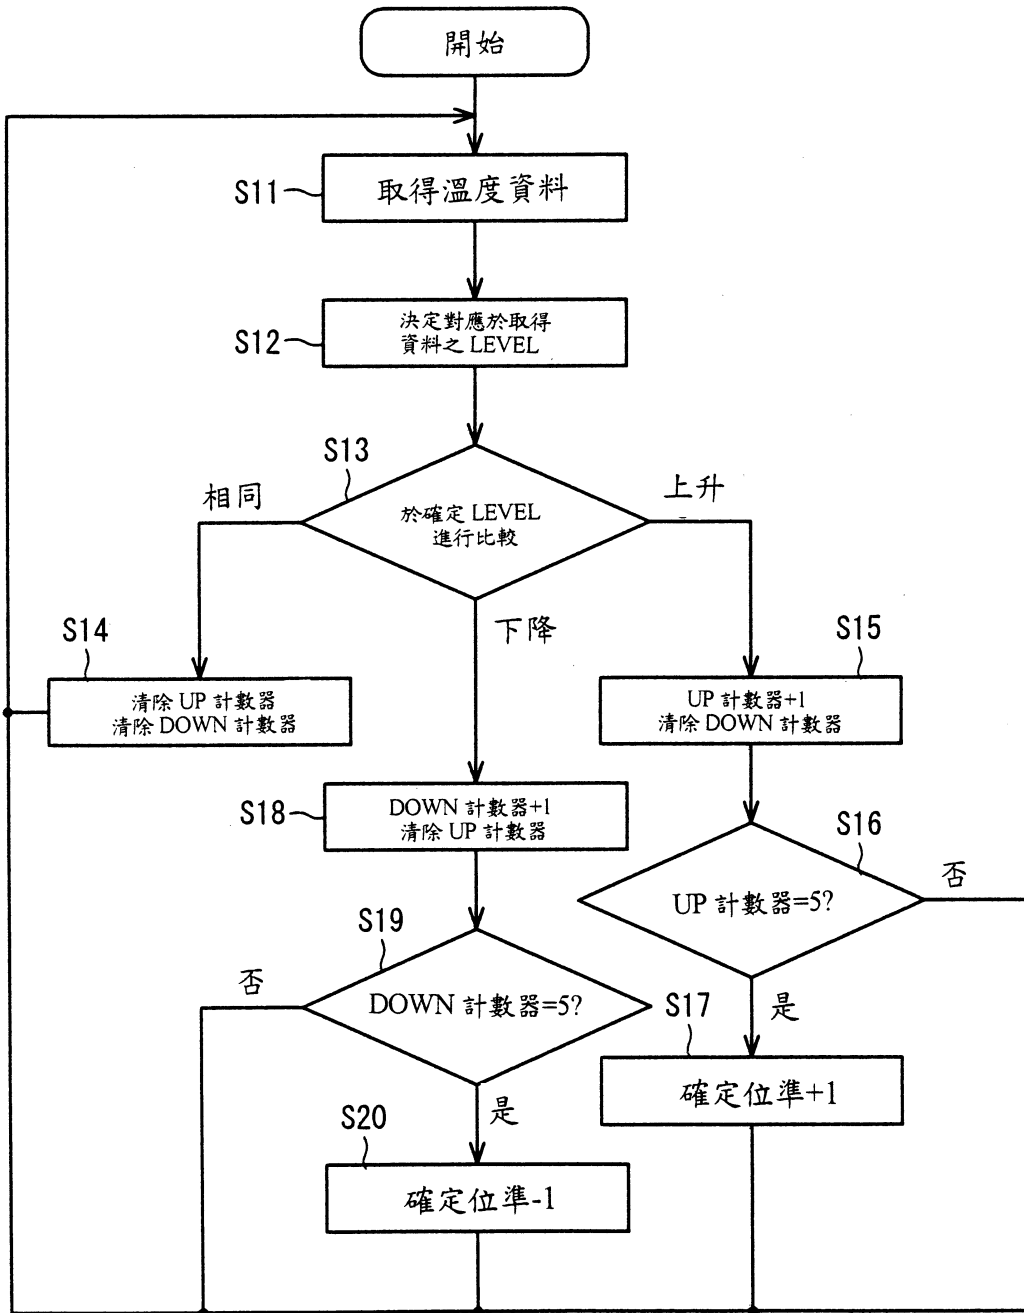 開始
S11
取得溫度資料
S12
決定對應於取得
資料之 LEVEL
S13
相同
上升
於確定 LEVEL
進行比較
下降
S14
清除 UP 計數器
清除 DOWN 計數器
S15
UP 計數器+1
清除 DOWN 計數器
S18
DOWN 計數器+1
清除 UP 計數器
S16
否
UP 計數器=5?
S19
否
DOWN 計數器=5?
是
S17
確定位準+1
是
S20
確定位準-1